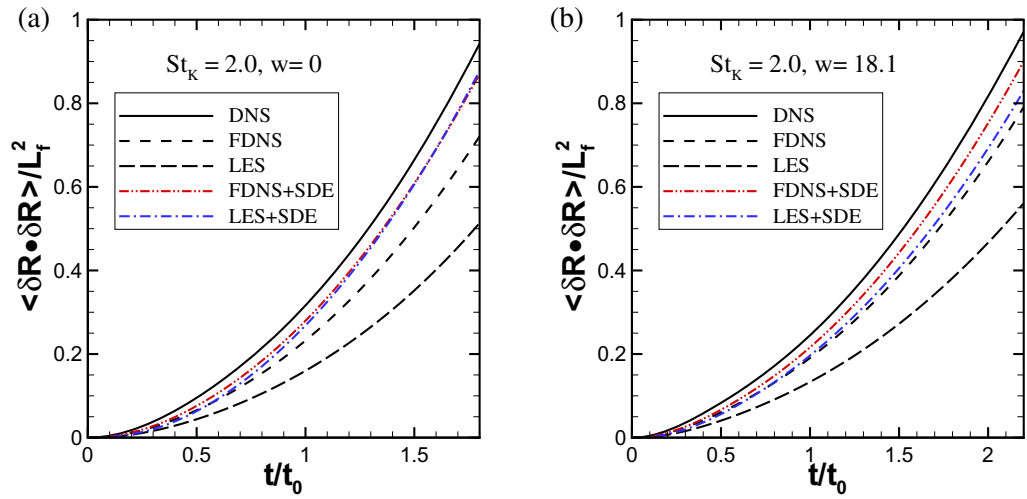 (a)
St_K = 2.0, w= 0
DNS
FDNS
LES
FDNS+SDE
LES+SDE
<δR•δR>/L_f^2
1
0.8
0.6
0.4
0.2
0
0
0.5
1
1.5
t/t_0
(b)
St_K = 2.0, w= 18.1
DNS
FDNS
LES
FDNS+SDE
LES+SDE
<δR•δR>/L_f^2
1
0.8
0.6
0.4
0.2
0
0
0.5
1
1.5
2
t/t_0